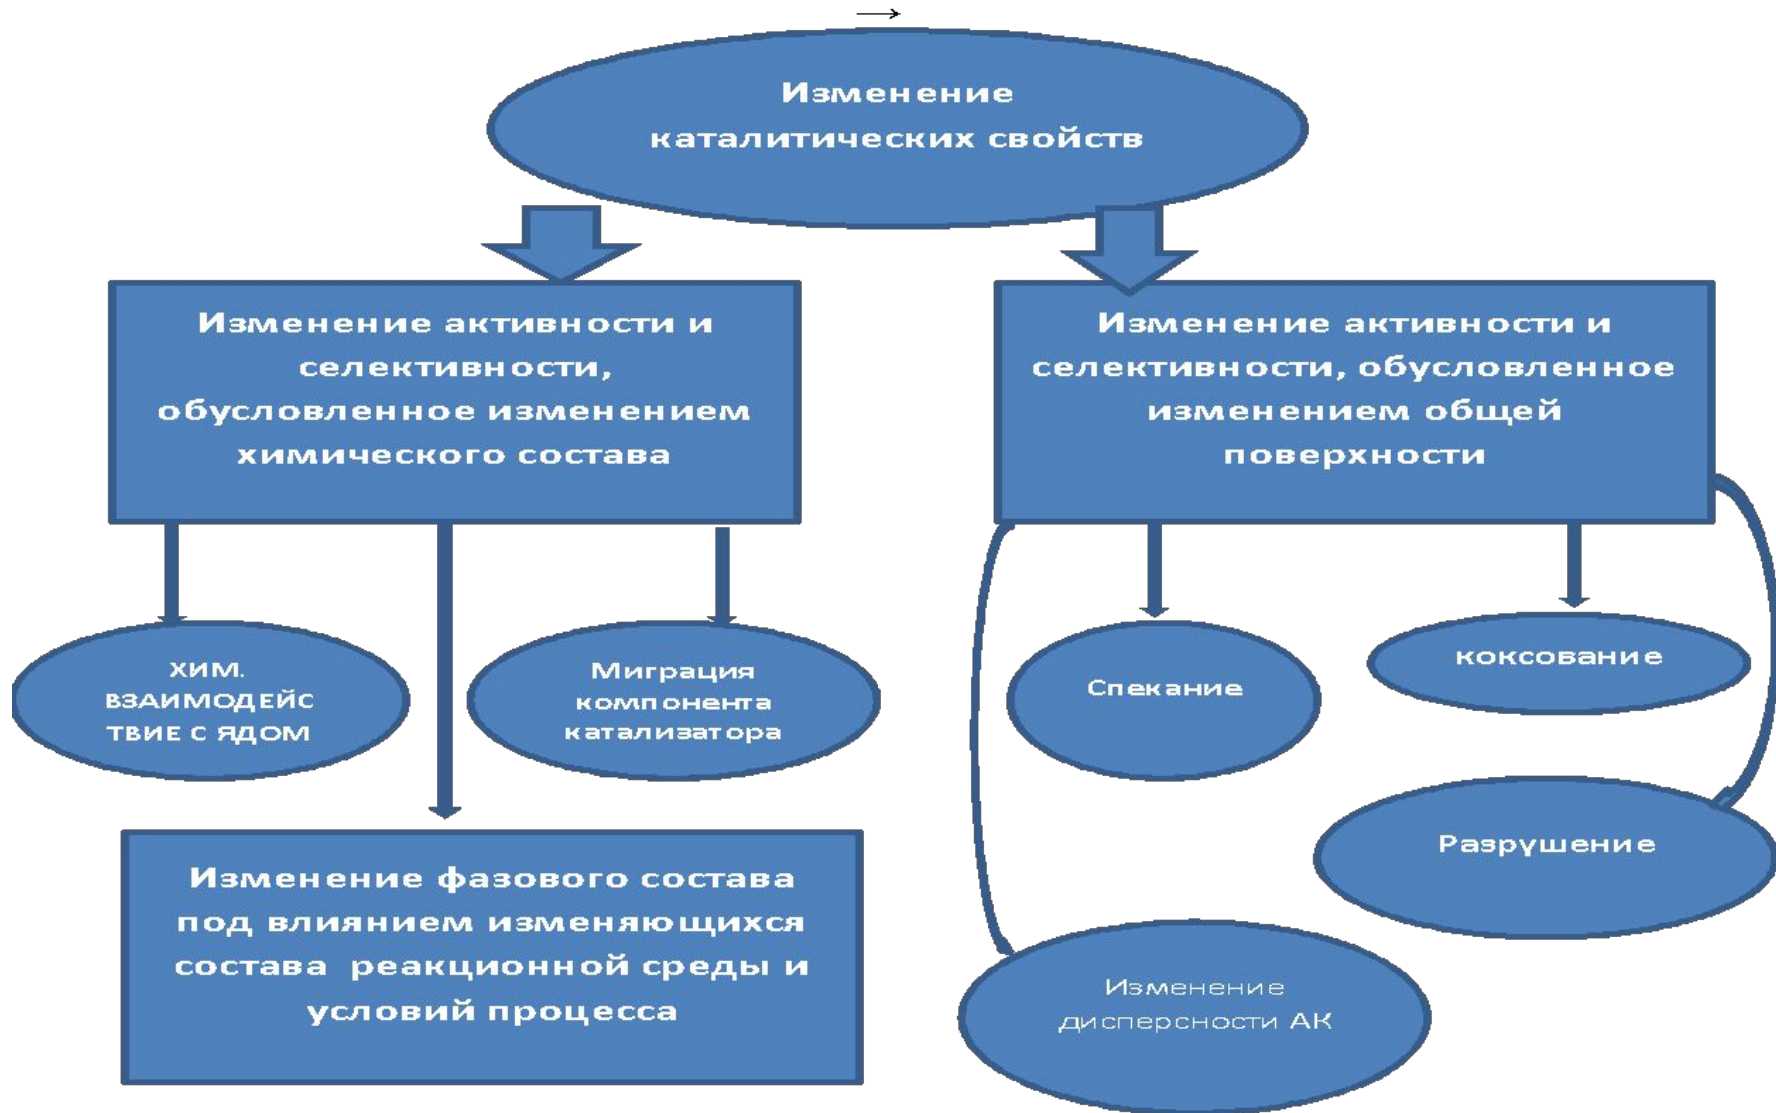 Изменение
каталитических свойств
Изменение активности и
селективности,
обусловленное изменением
химического состава
Изменение активности и
селективности, обусловленное
изменением общей
поверхности
ХИМ.
ВЗАИМОДЕЙС
ТВИЕ С ЯДОМ
Миграция
компонента
катализатора
Спекание
коксование
Разрушение
Изменение фазового состава
под влиянием изменяющихся
состава реакционной среды и
условий процесса
Изменение
дисперсности АК